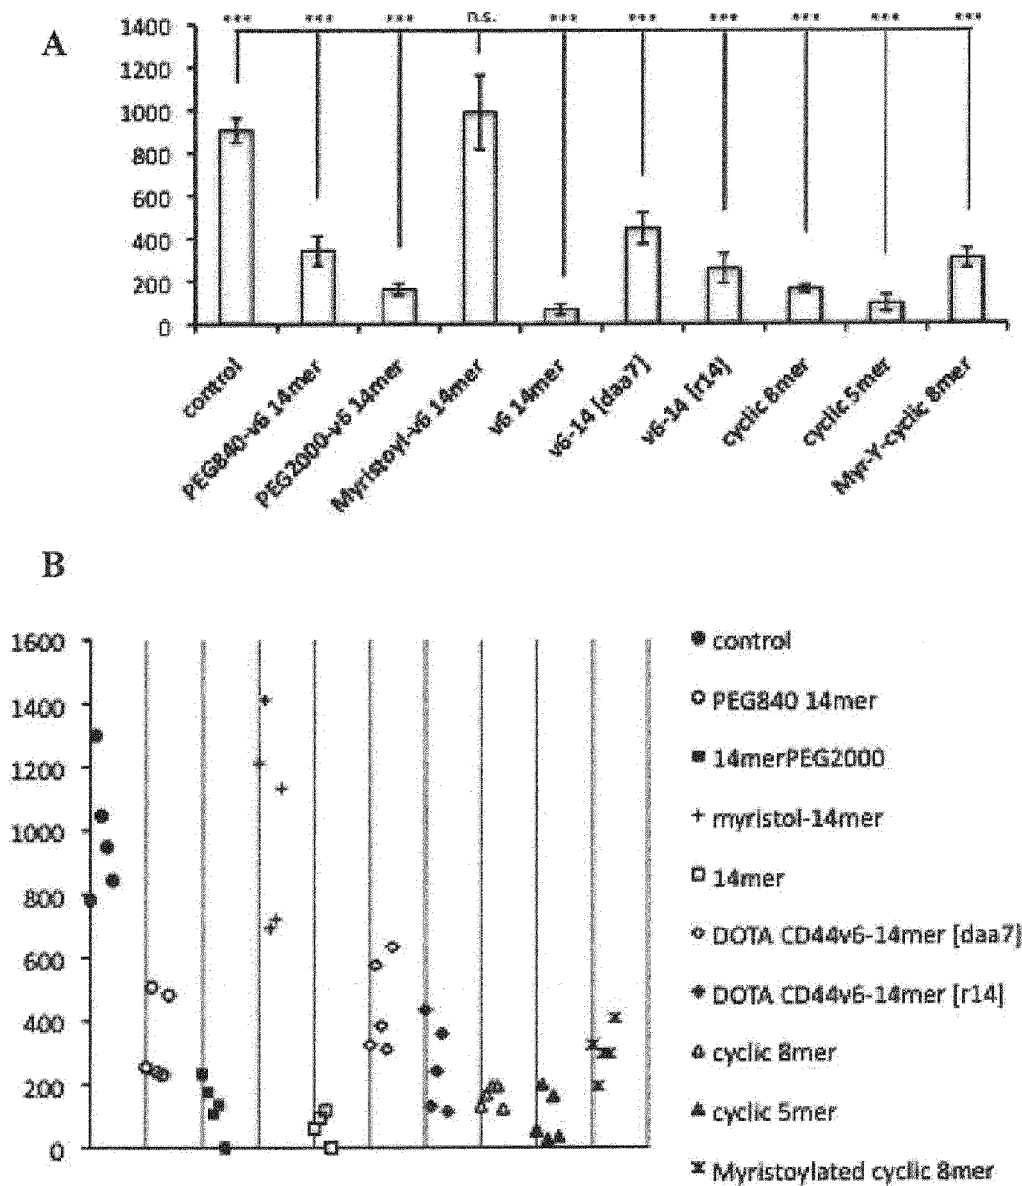 A
*** *** *** n.s. *** *** *** *** *** ***
1400
1200
1000
800
600
400
200
0
control
PEG840-v6 14mer
PEG2000-v6 14mer
Myristoyl-v6 14mer
v6 14mer
v6-14 [daa7]
v6-14 [r14]
cyclic 8mer
cyclic 5mer
Myr-Y-cyclic 8mer
B
1600
1400
1200
1000
800
600
400
200
0
control
PEG840 14mer
14merPEG2000
myristol-14mer
14mer
DOTA CD44v6-14mer [daa7]
DOTA CD44v6-14mer [r14]
cyclic 8mer
cyclic 5mer
Myristoylated cyclic 8mer